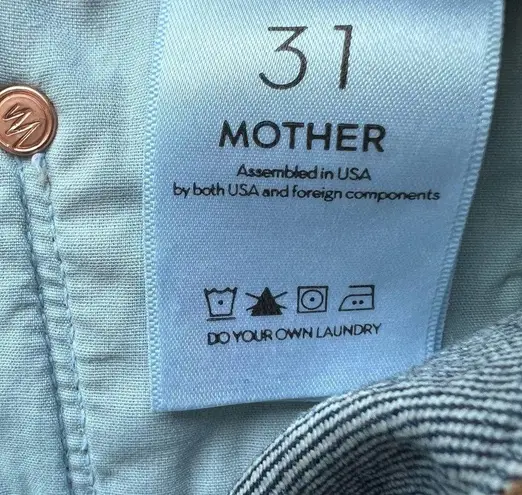 31
MOTHER
Assembled in USA
by both USA and foreign components
DO YOUR OWN LAUNDRY